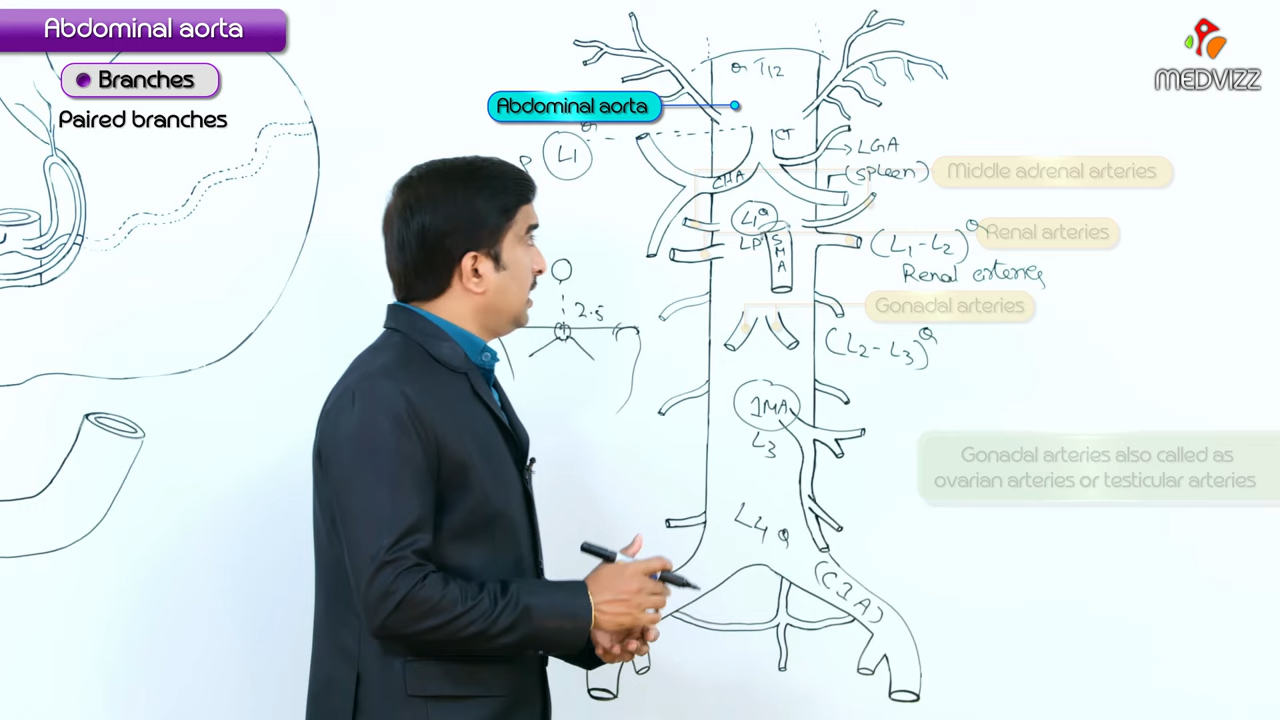 Abdominal aorta
Branches
Paired branches
MEDVIZZ
T12
Abdominal aorta
CT
L1
LGA
(Spleen)
Middle adrenal arteries
CHA
L1
LP
SMA
(L1-L2)
Renal arteries
Renal arteries
Gonadal arteries
2.5
(L2-L3)
IMA
L3
Gonadal arteries also called as
ovarian arteries or testicular arteries
L4
(CIA)